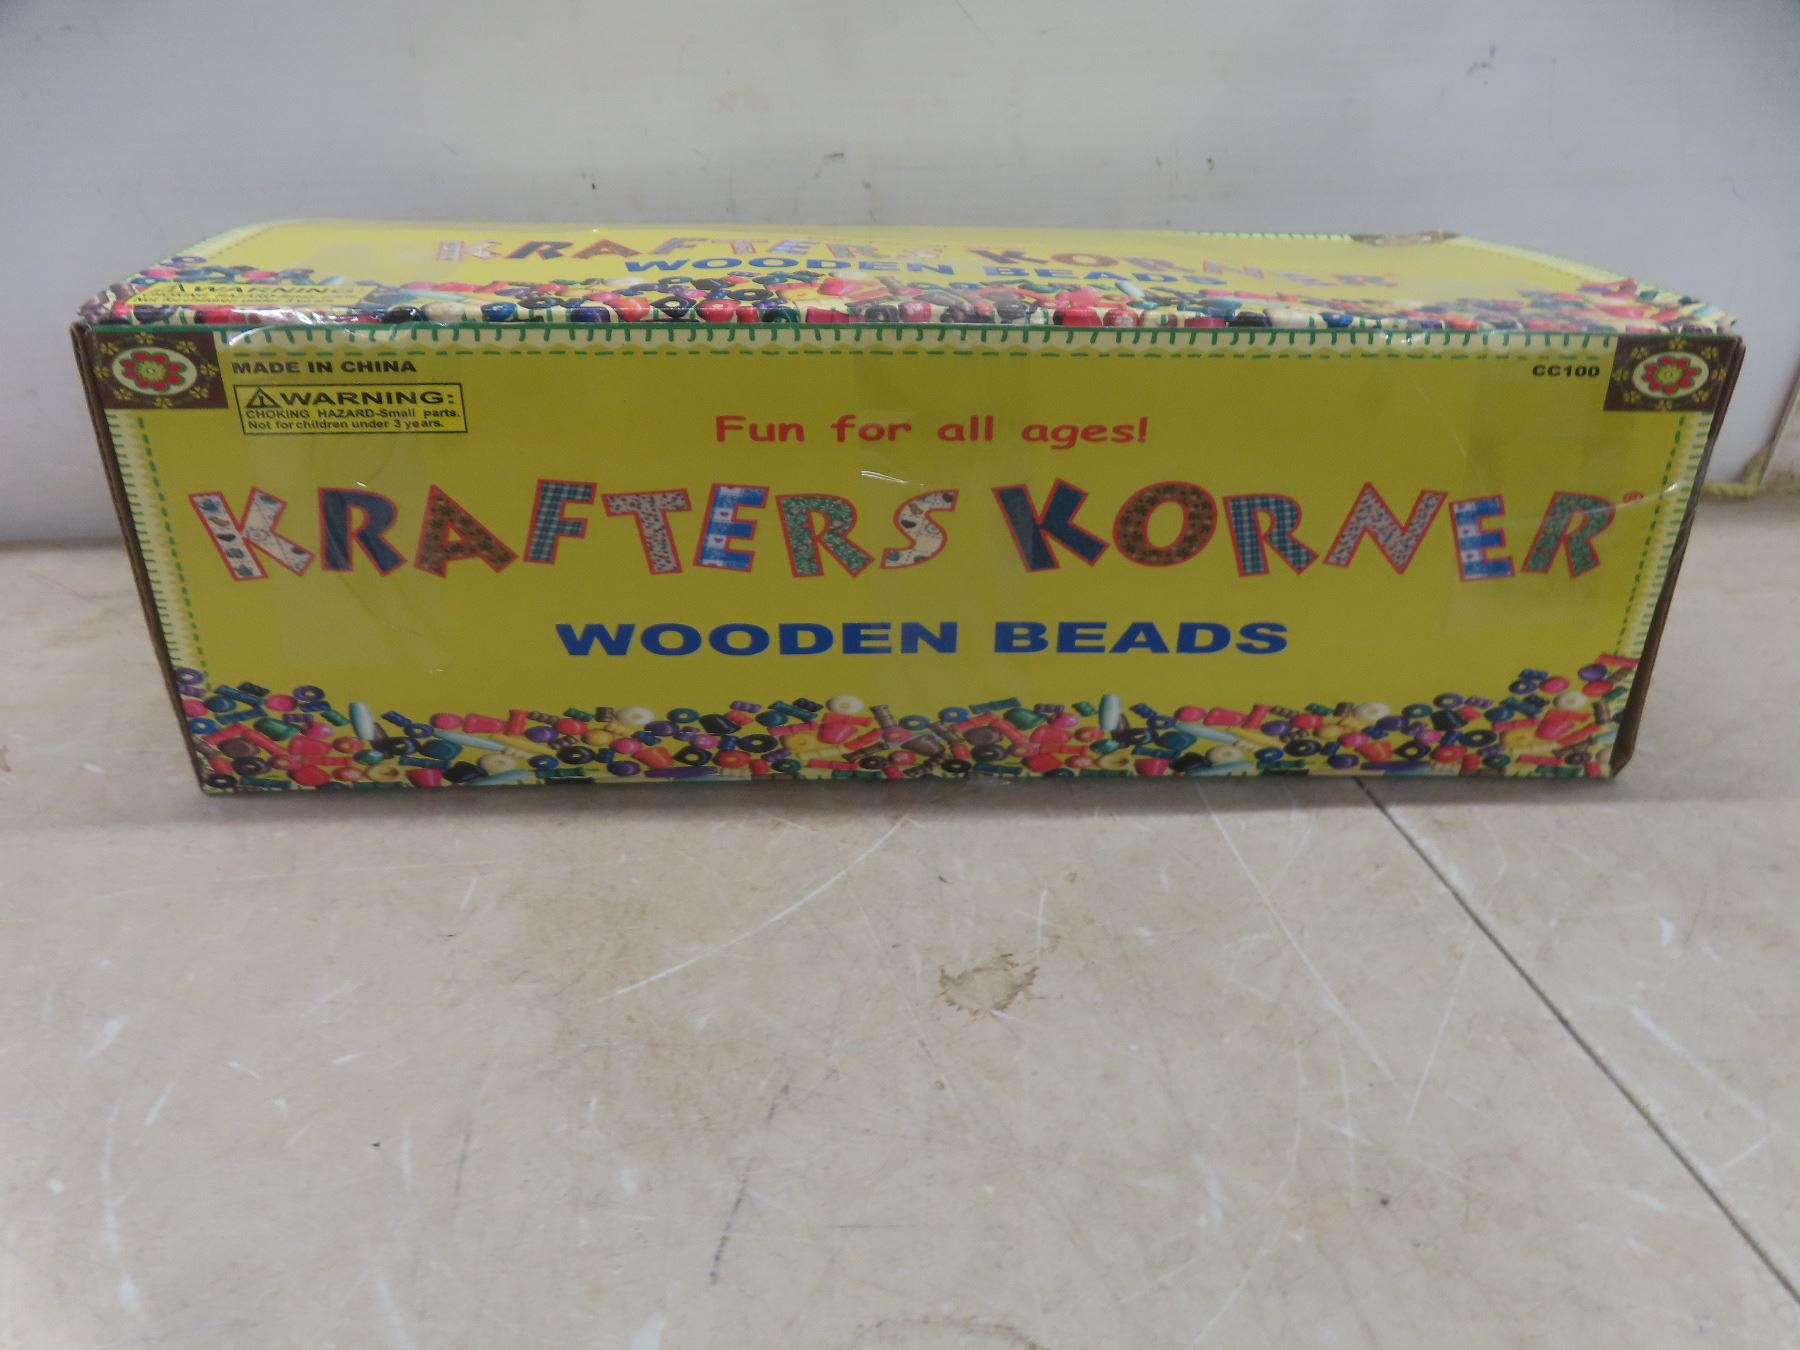 KRAFTERS KORNER
WOODEN BEADS
WARNING
MADE IN CHINA
CC100
WARNING:
CHOKING HAZARD-Small parts.
Not for children under 3 years.
Fun for all ages!
KRAFTERS KORNER®
WOODEN BEADS